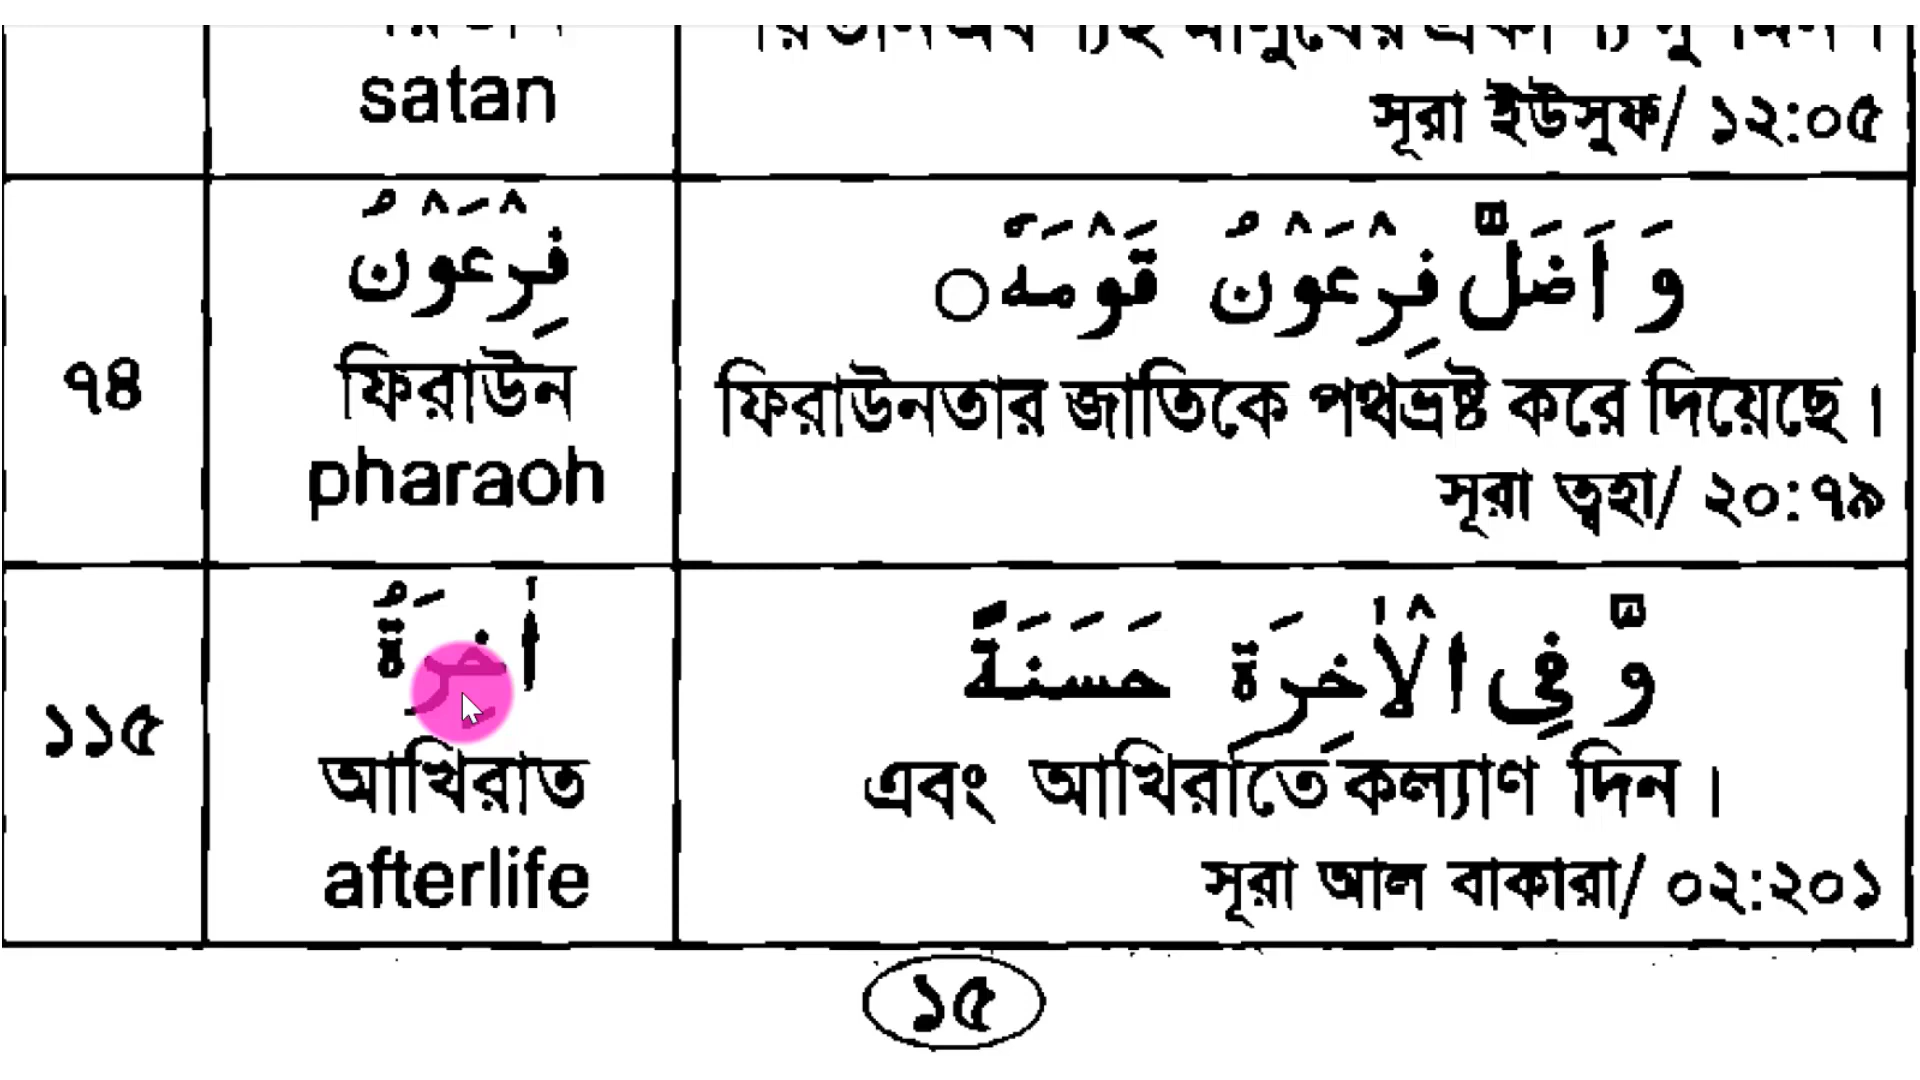 satan
সূরা ইউসুফ/ ১২:০৫
৭৪
فِرْعَوْنُ
ফিরাউন
pharaoh
وَ اَضَلَّ فِرْعَوْنُ قَوْمَهٗ
ফিরাউনতার জাতিকে পথভ্রষ্ট করে দিয়েছে।
সূরা ত্বহা/ ২০:৭৯
১১৫
اٰخِرَةُ
আখিরাত
afterlife
وَّ فِى الْاٰخِرَةِ حَسَنَةً
এবং আখিরাতে কল্যাণ দিন।
সূরা আল বাকারা/ ০২:২০১
১৫